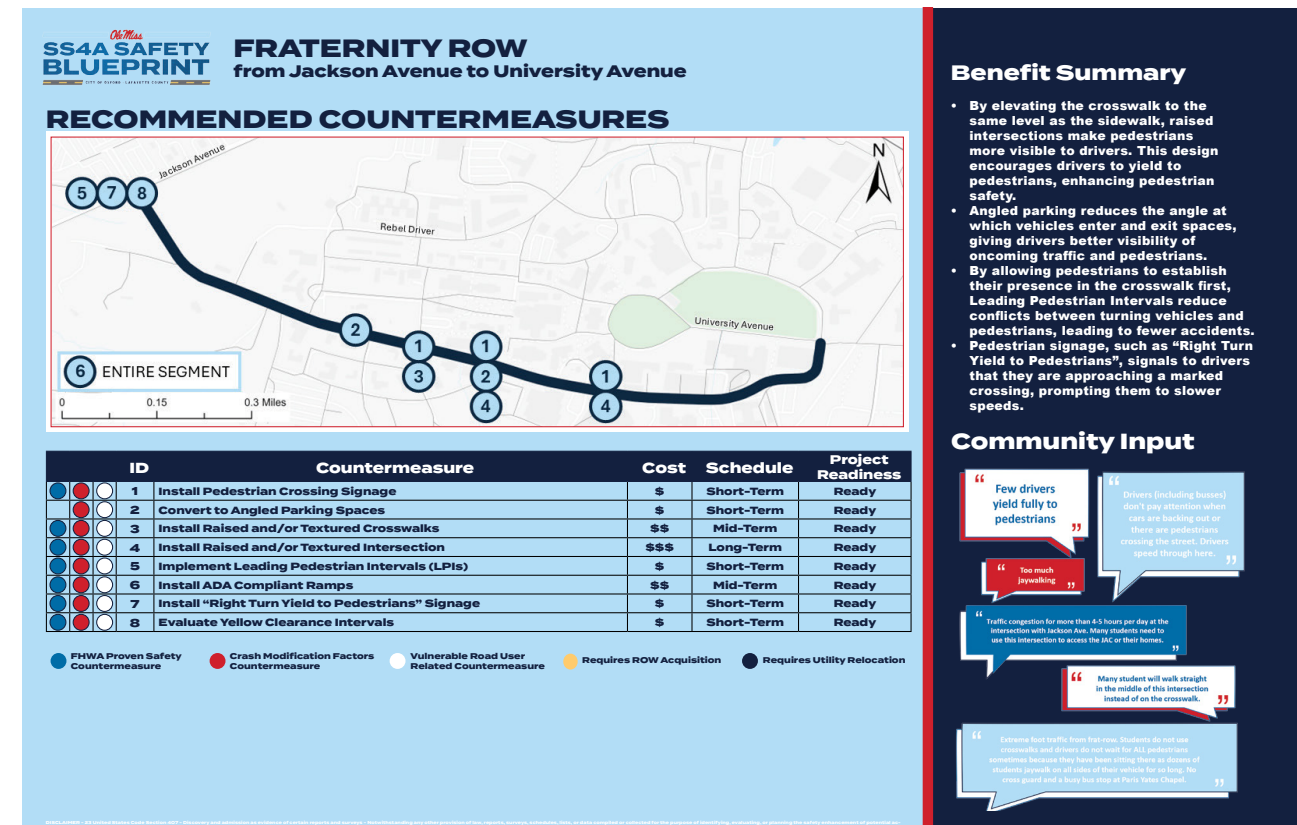 Ole Miss
SS4A SAFETY
BLUEPRINT
CITY OF OXFORD LAFAYETTE COUNTY
FRATERNITY ROW
from Jackson Avenue to University Avenue
RECOMMENDED COUNTERMEASURES
Jackson Avenue
N
5 7 8
Rebel Driver
University Avenue
2
1
3
1
2
4
1
4
6 ENTIRE SEGMENT
0 0.15 0.3 Miles
ID Countermeasure Cost Schedule Project Readiness
1 Install Pedestrian Crossing Signage $ Short-Term Ready
2 Convert to Angled Parking Spaces $ Short-Term Ready
3 Install Raised and/or Textured Crosswalks $$ Mid-Term Ready
4 Install Raised and/or Textured Intersection $$$ Long-Term Ready
5 Implement Leading Pedestrian Intervals (LPIs) $ Short-Term Ready
6 Install ADA Compliant Ramps $$ Mid-Term Ready
7 Install “Right Turn Yield to Pedestrians” Signage $ Short-Term Ready
8 Evaluate Yellow Clearance Intervals $ Short-Term Ready
FHWA Proven Safety
Countermeasure
Crash Modification Factors
Countermeasure
Vulnerable Road User
Related Countermeasure
Requires ROW Acquisition
Requires Utility Relocation
Benefit Summary
• By elevating the crosswalk to the
same level as the sidewalk, raised
intersections make pedestrians
more visible to drivers. This design
encourages drivers to yield to
pedestrians, enhancing pedestrian
safety.
• Angled parking reduces the angle at
which vehicles enter and exit spaces,
giving drivers better visibility of
oncoming traffic and pedestrians.
• By allowing pedestrians to establish
their presence in the crosswalk first,
Leading Pedestrian Intervals reduce
conflicts between turning vehicles and
pedestrians, leading to fewer accidents.
• Pedestrian signage, such as “Right Turn
Yield to Pedestrians”, signals to drivers
that they are approaching a marked
crossing, prompting them to slower
speeds.
Community Input
“ Few drivers
yield fully to
pedestrians ”
“ Drivers (including busses)
don't pay attention when
cars are backing out or
there are pedestrians
crossing the street. Drivers
speed through here. ”
“ Too much
jaywalking ”
“ Traffic congestion for more than 4-5 hours per day at the
intersection with Jackson Ave. Many students need to
use this intersection to access the JAC or their homes. ”
“ Many student will walk straight
in the middle of this intersection
instead of on the crosswalk. ”
“ Extreme foot traffic from frat-row. Students do not use
crosswalks and drivers do not wait for ALL pedestrians
sometimes because they have been sitting there as dozens of
students jaywalk on all sides of their vehicle for so long. No
cross guard and a busy bus stop at Paris Yates Chapel. ”